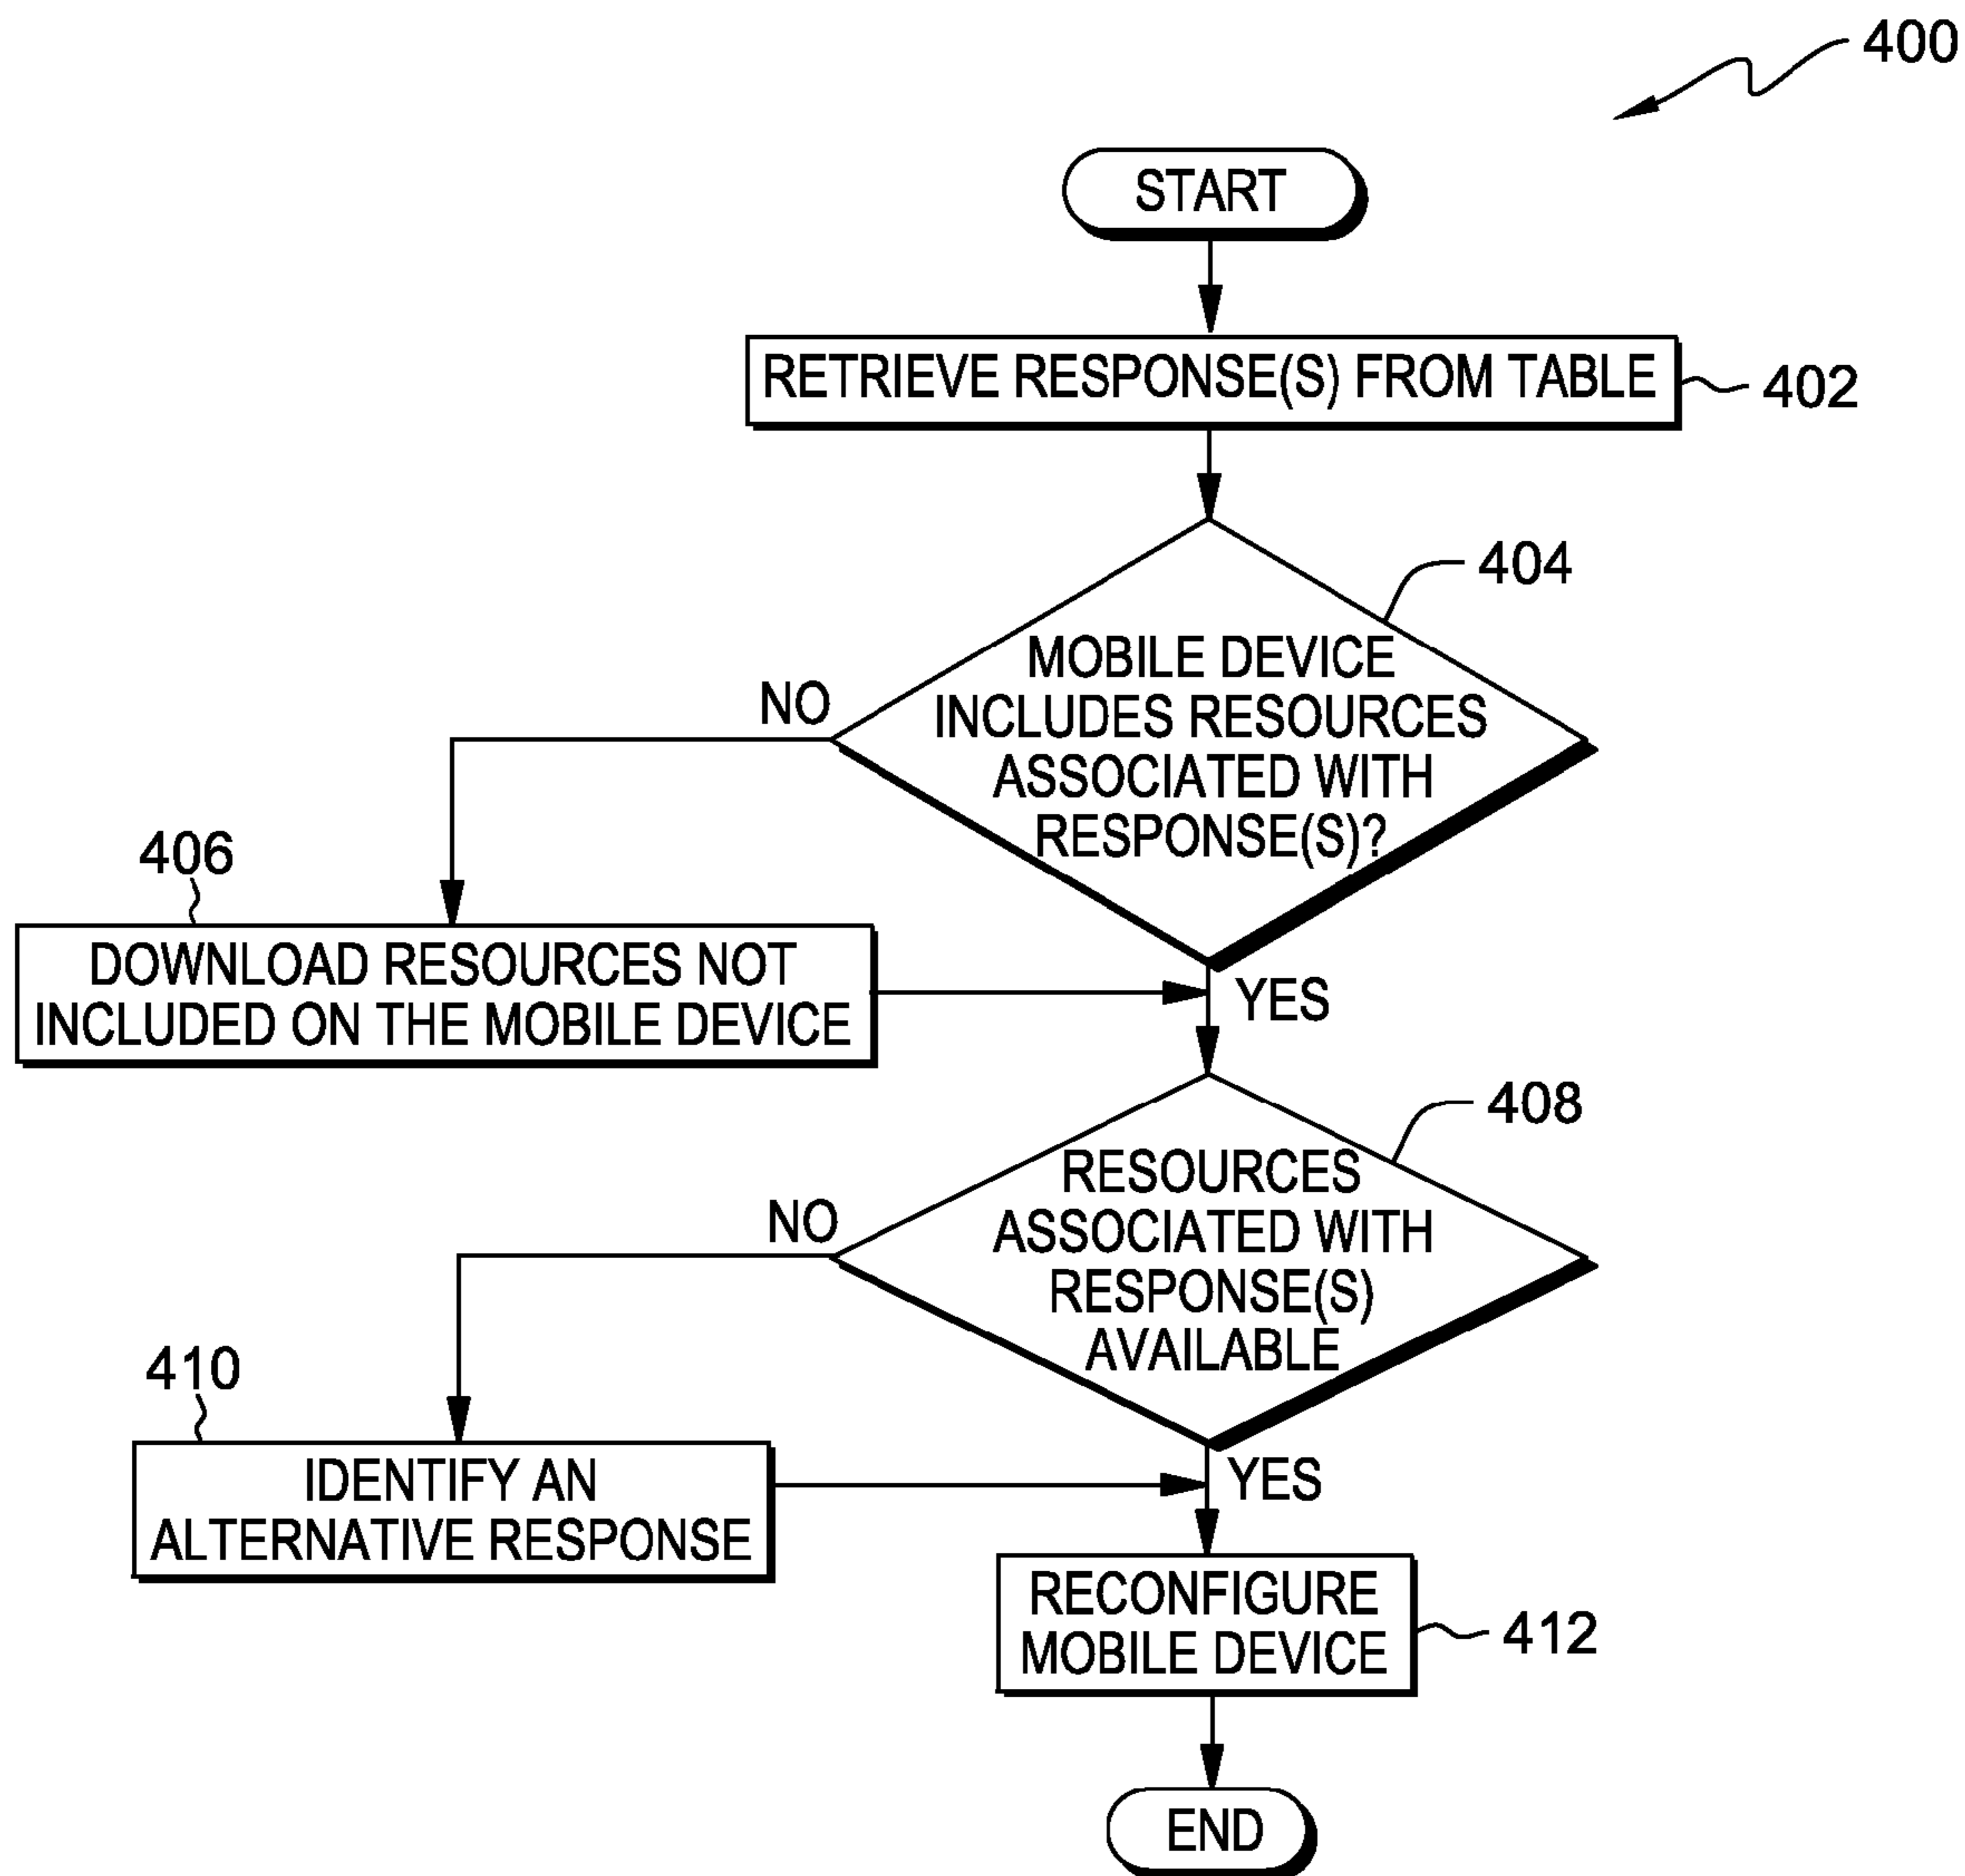 400
START
RETRIEVE RESPONSE(S) FROM TABLE
402
404
MOBILE DEVICE
INCLUDES RESOURCES
ASSOCIATED WITH
RESPONSE(S)?
NO
406
DOWNLOAD RESOURCES NOT
INCLUDED ON THE MOBILE DEVICE
YES
408
RESOURCES
ASSOCIATED WITH
RESPONSE(S)
AVAILABLE
NO
410
IDENTIFY AN
ALTERNATIVE RESPONSE
YES
RECONFIGURE
MOBILE DEVICE
412
END